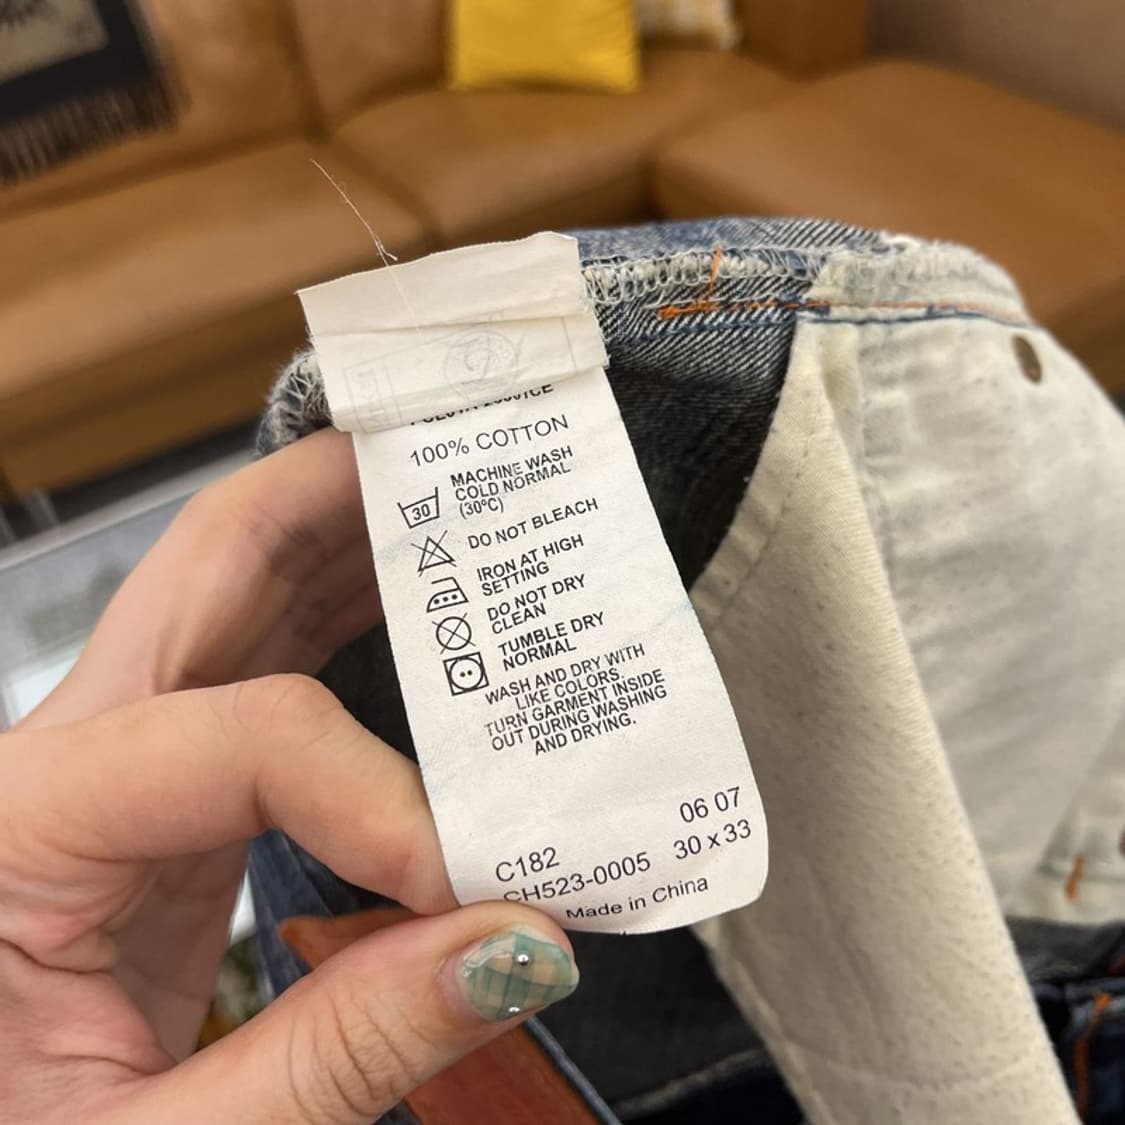 100% COTTON
MACHINE WASH
COLD NORMAL
(30°C)
30
DO NOT BLEACH
IRON AT HIGH
SETTING
DO NOT DRY
CLEAN
TUMBLE DRY
NORMAL
WASH AND DRY WITH
LIKE COLORS.
TURN GARMENT INSIDE
OUT DURING WASHING
AND DRYING.
06 07
C182
30 x 33
CH523-0005
Made in China